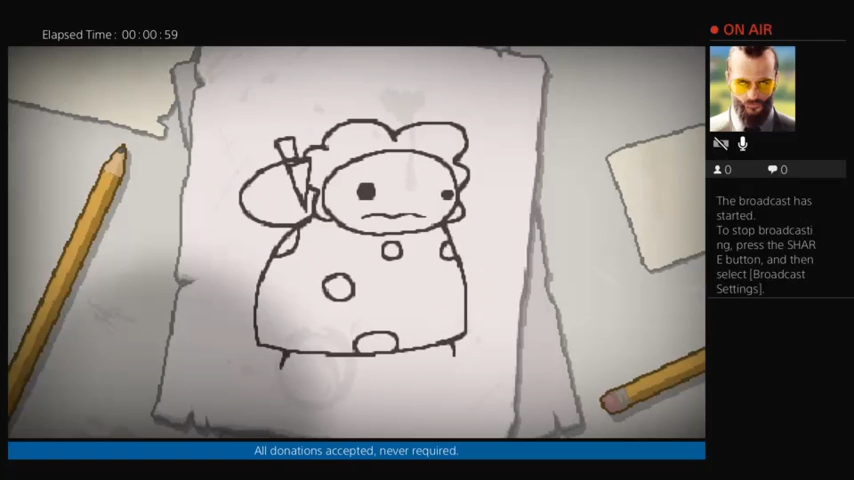 Elapsed Time : 00:00:59
ON AIR
0
0
The broadcast has
started.
To stop broadcasti
ng, press the SHAR
E button, and then
select [Broadcast
Settings].
All donations accepted, never required.